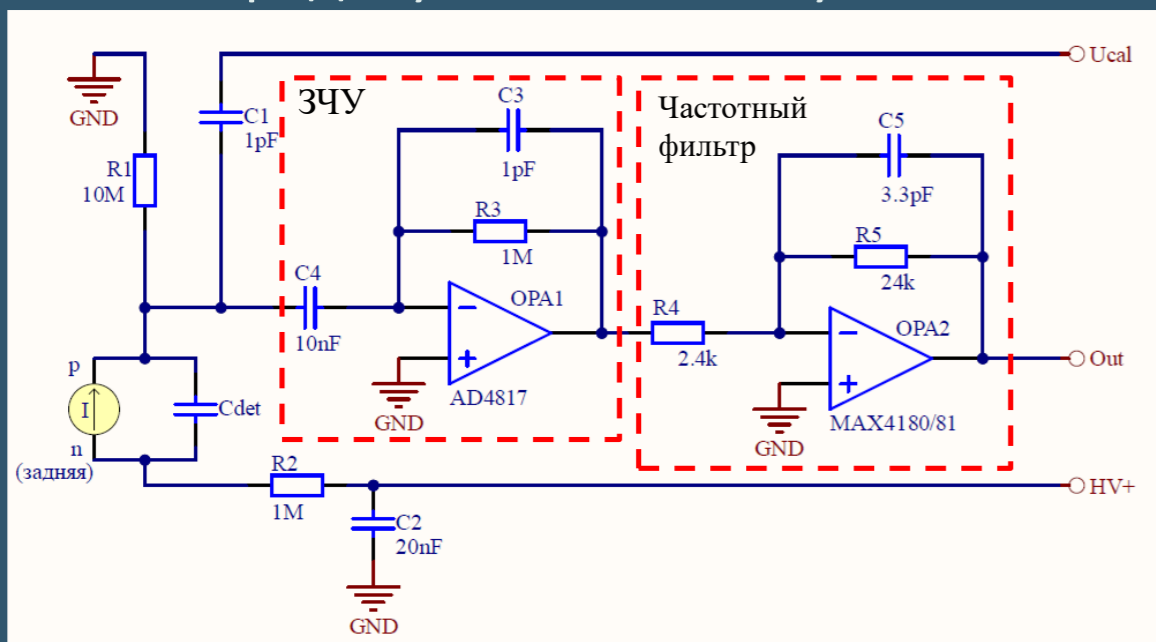 Ucal
GND
C1
1pF
ЗЧУ
C3
1pF
Частотный
фильтр
C5
3.3pF
R1
10M
R3
1M
R5
24k
C4
10nF
OPA1
R4
2.4k
OPA2
p
I
n
(задняя)
Cdet
GND
AD4817
GND
MAX4180/81
Out
R2
1M
HV+
C2
20nF
GND